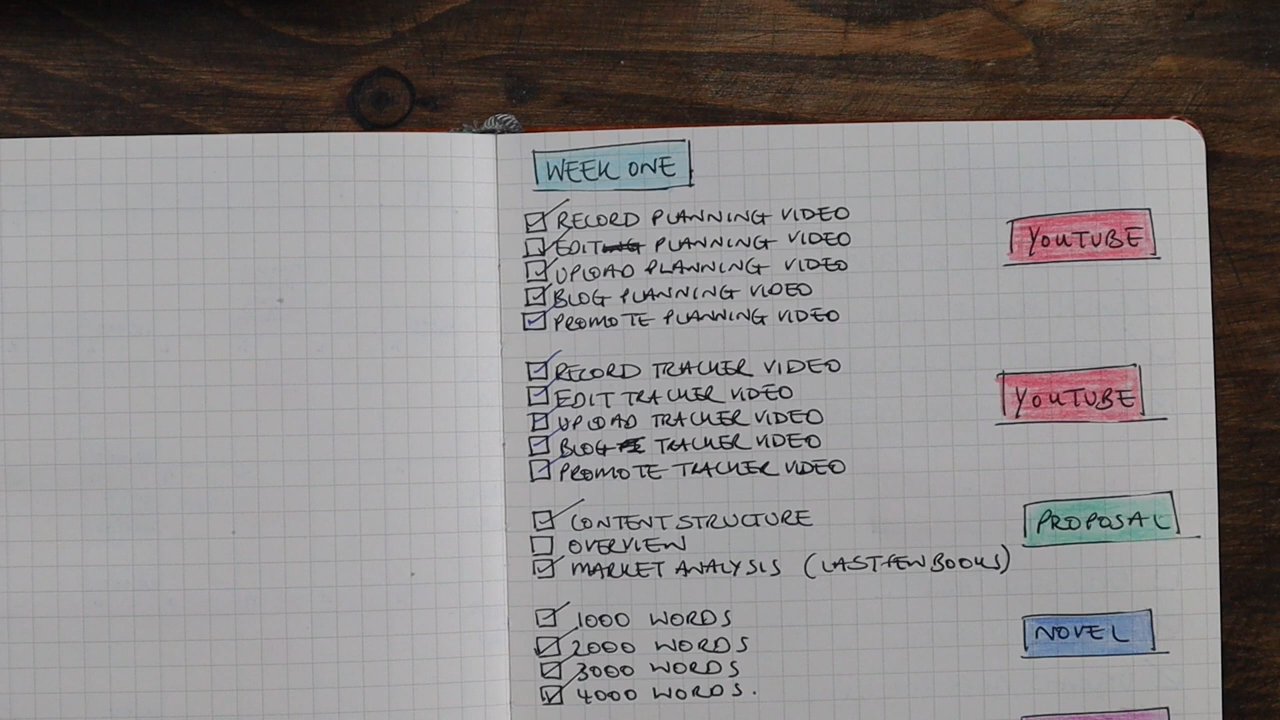 WEEK ONE
RECORD PLANNING VIDEO
EDIT PLANNING VIDEO
YOUTUBE
UPLOAD PLANNING VIDEO
BLOG PLANNING VIDEO
PROMOTE PLANNING VIDEO
RECORD TRACKER VIDEO
EDIT TRACKER VIDEO
YOUTUBE
UPLOAD TRACKER VIDEO
BLOG TRACKER VIDEO
PROMOTE TRACKER VIDEO
CONTENT STRUCTURE
PROPOSAL
OVERVIEW
MARKET ANALYSIS (LAST FEW BOOKS)
1000 WORDS
NOVEL
2000 WORDS
3000 WORDS
4000 WORDS.